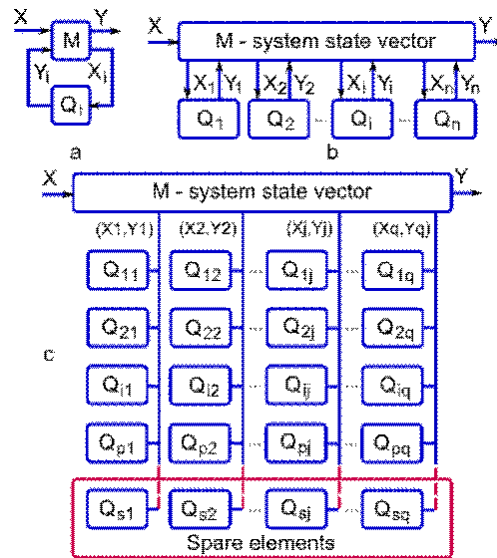 X Y X Y
M M - system state vector
Yi Xi X1 Y1 X2 Y2 Xi Yi Xn Yn
Qi Q1 Q2 ... Qi ... Qn
a b
X Y
M - system state vector
(X1,Y1) (X2,Y2) (Xj,Yj) (Xq,Yq)
Q11 Q12 ... Q1j ... Q1q
Q21 Q22 ... Q2j ... Q2q
c
Qi1 Qi2 ... Qij ... Qiq
Qp1 Qp2 ... Qpj ... Qpq
Qs1 Qs2 ... Qsj ... Qsq
Spare elements